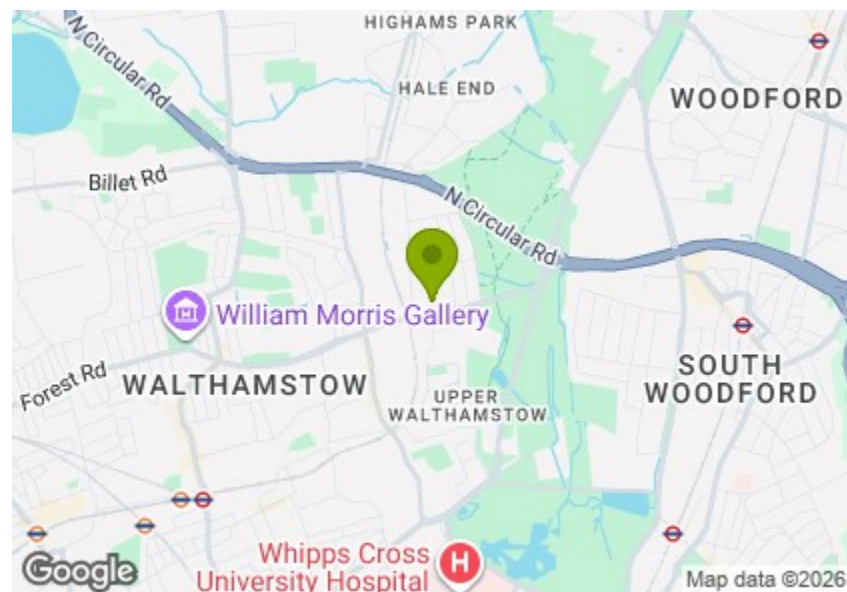 HIGHAMS PARK
N Circular Rd
HALE END
WOODFORD
Billet Rd
N Circular Rd
William Morris Gallery
Forest Rd
WALTHAMSTOW
SOUTH
WOODFORD
UPPER
WALTHAMSTOW
Whipps Cross
University Hospital
H
Google
Map data ©2026